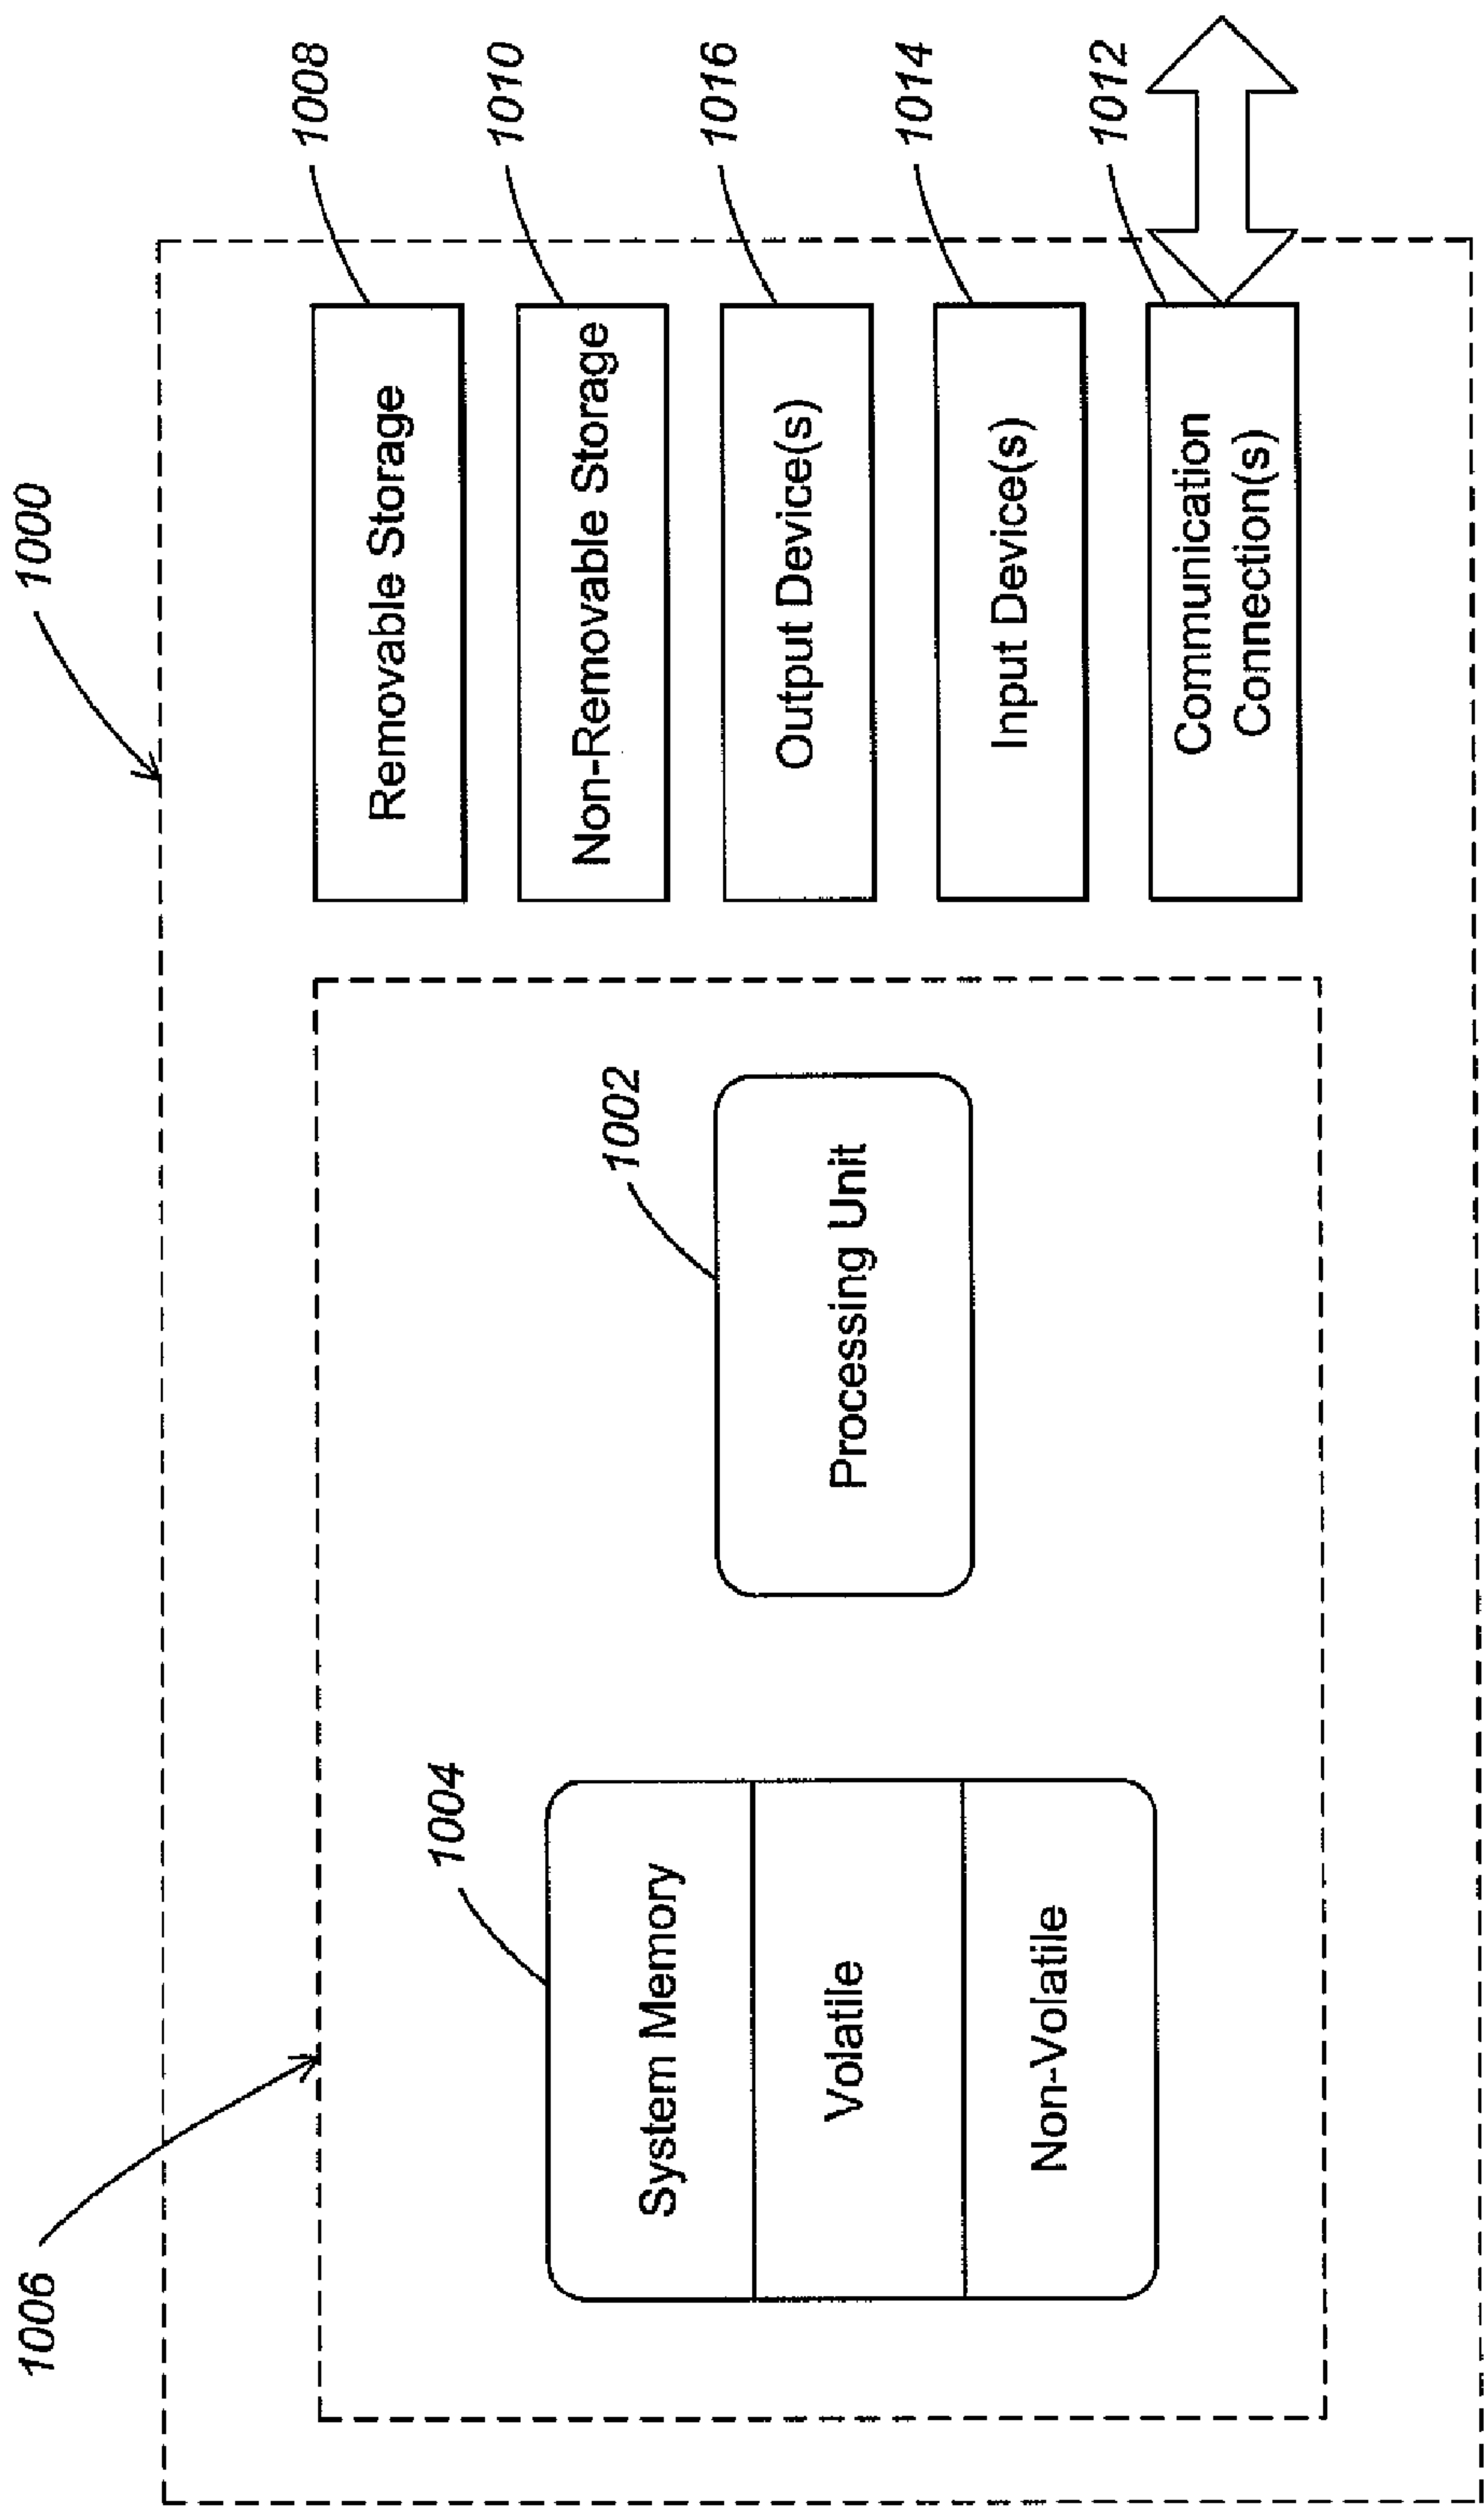 1000
1006
1004
System Memory
Volatile
Non-Volatile
1002
Processing Unit
Removable Storage
1008
Non-Removable Storage
1010
Output Device(s)
1016
Input Device(s)
1014
Communication
Connection(s)
1012